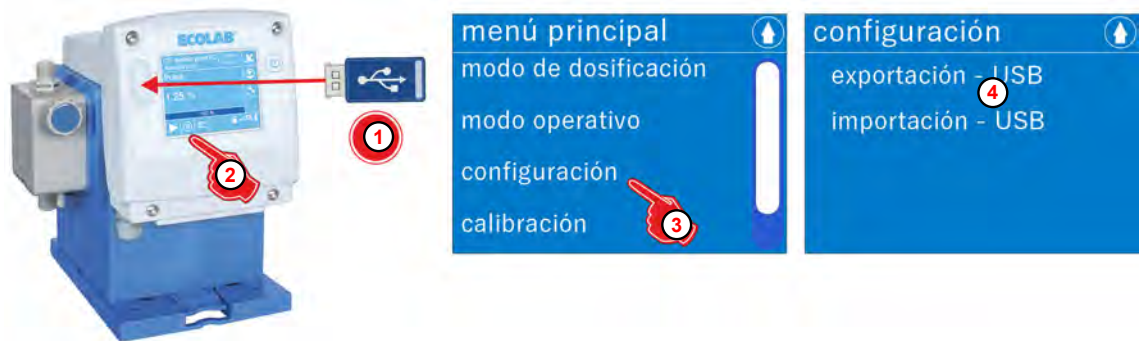 ECOLAB
1
2
menú principal
modo de dosificación
modo operativo
configuración
calibración
3
configuración
exportación - USB
4
importación - USB